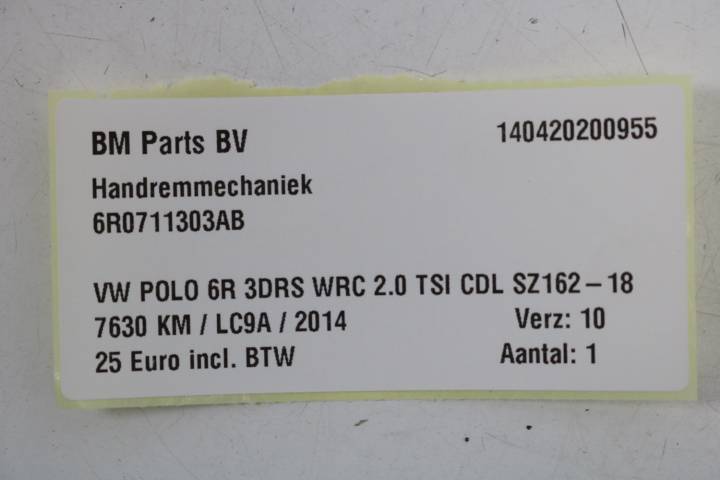 BM Parts BV 140420200955
Handremmechaniek
6R0711303AB
VW POLO 6R 3DRS WRC 2.0 TSI CDL SZ162-18
7630 KM / LC9A / 2014 Verz: 10
25 Euro incl. BTW Aantal: 1